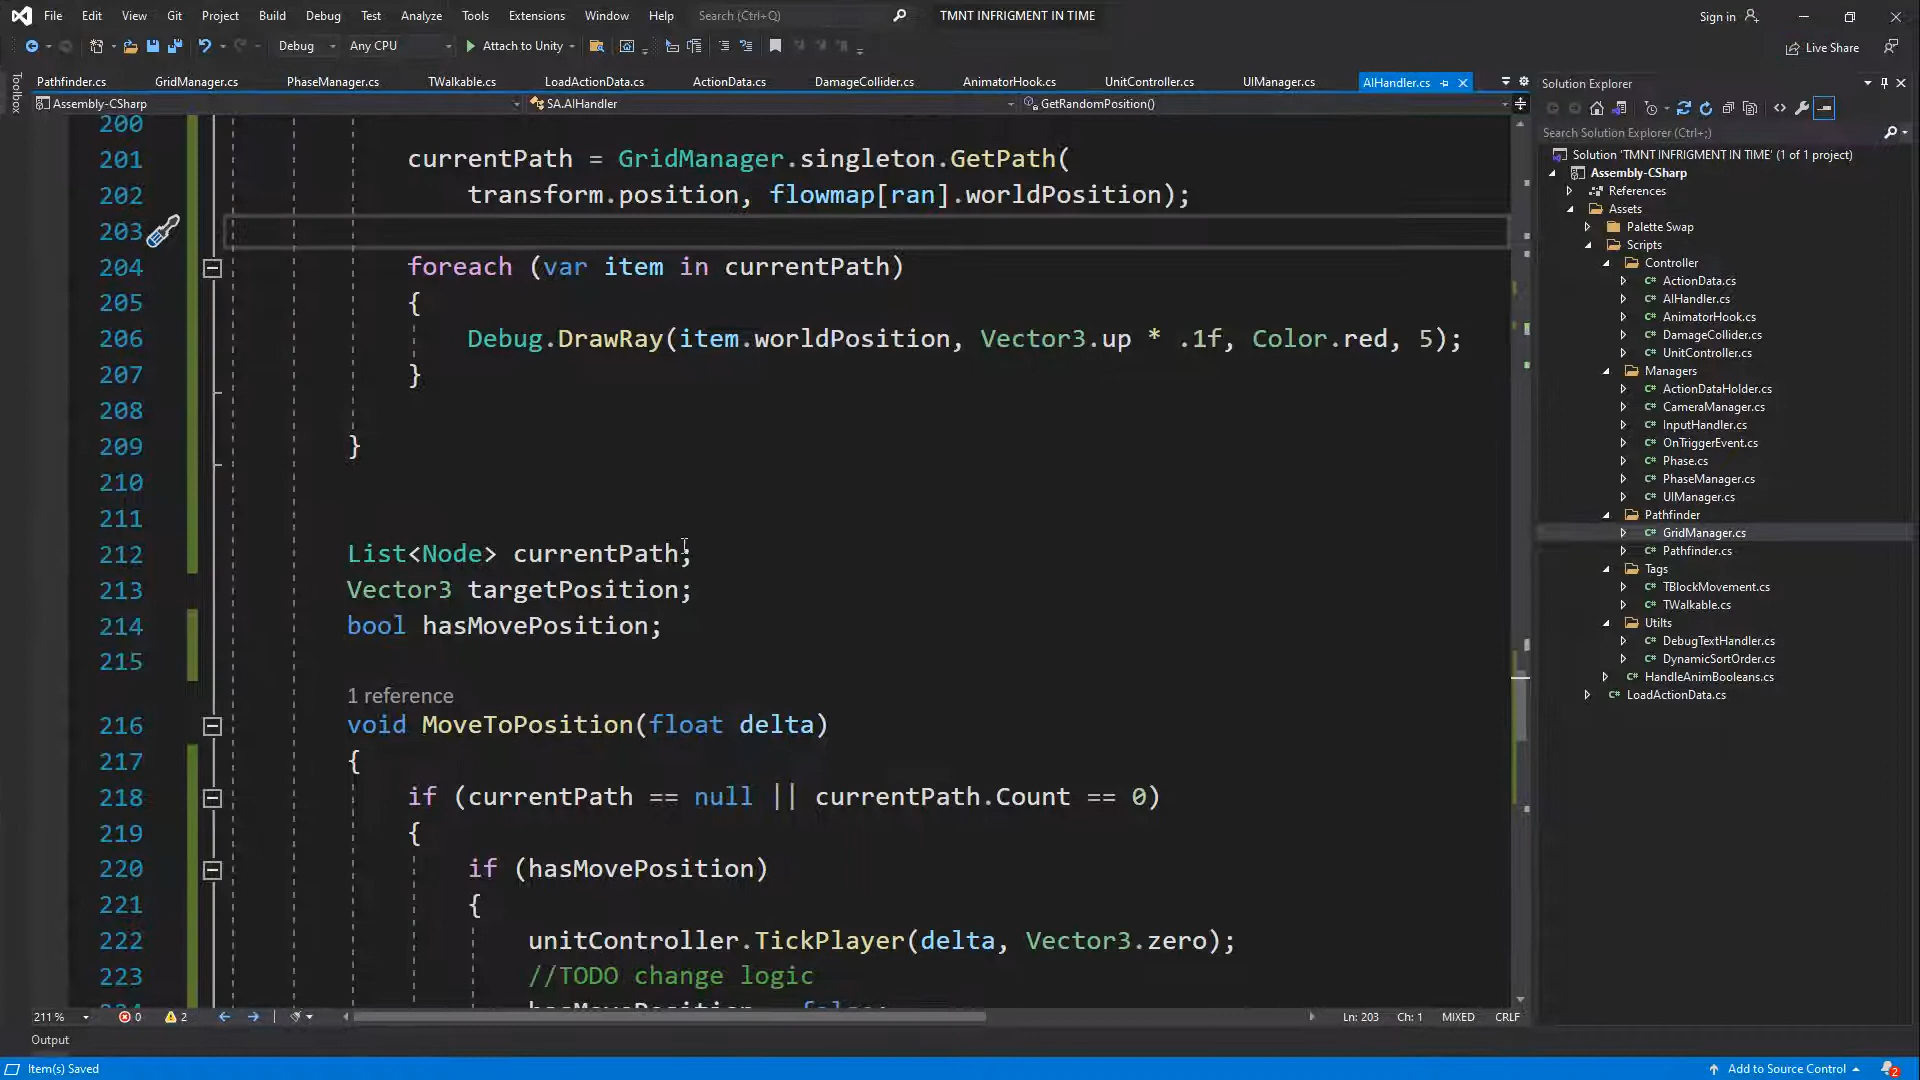 File Edit View Git Project Build Debug Test Analyze Tools Extensions Window Help Search (Ctrl+Q) TMNT INFRIGMENT IN TIME Sign in
Debug Any CPU Attach to Unity Live Share
Toolbox
Pathfinder.cs GridManager.cs PhaseManager.cs TWalkable.cs LoadActionData.cs ActionData.cs DamageCollider.cs AnimatorHook.cs UnitController.cs UIManager.cs AIHandler.cs
Assembly-CSharp SA.AIHandler GetRandomPosition()
200
201 currentPath = GridManager.singleton.GetPath(
202 transform.position, flowmap[ran].worldPosition);
203
204 foreach (var item in currentPath)
205 {
206 Debug.DrawRay(item.worldPosition, Vector3.up * .1f, Color.red, 5);
207 }
208
209 }
210
211
212 List<Node> currentPath;
213 Vector3 targetPosition;
214 bool hasMovePosition;
215
1 reference
216 void MoveToPosition(float delta)
217 {
218 if (currentPath == null || currentPath.Count == 0)
219 {
220 if (hasMovePosition)
221 {
222 unitController.TickPlayer(delta, Vector3.zero);
223 //TODO change logic
224 hasMovePosition = false;
Solution Explorer
Search Solution Explorer (Ctrl+;)
Solution 'TMNT INFRIGMENT IN TIME' (1 of 1 project)
Assembly-CSharp
References
Assets
Palette Swap
Scripts
Controller
C# ActionData.cs
C# AIHandler.cs
C# AnimatorHook.cs
C# DamageCollider.cs
C# UnitController.cs
Managers
C# ActionDataHolder.cs
C# CameraManager.cs
C# InputHandler.cs
C# OnTriggerEvent.cs
C# Phase.cs
C# PhaseManager.cs
C# UIManager.cs
Pathfinder
C# GridManager.cs
C# Pathfinder.cs
Tags
C# TBlockMovement.cs
C# TWalkable.cs
Utilts
C# DebugTextHandler.cs
C# DynamicSortOrder.cs
C# HandleAnimBooleans.cs
C# LoadActionData.cs
211 % 0 2 Ln: 203 Ch: 1 MIXED CRLF
Output
Item(s) Saved Add to Source Control 2